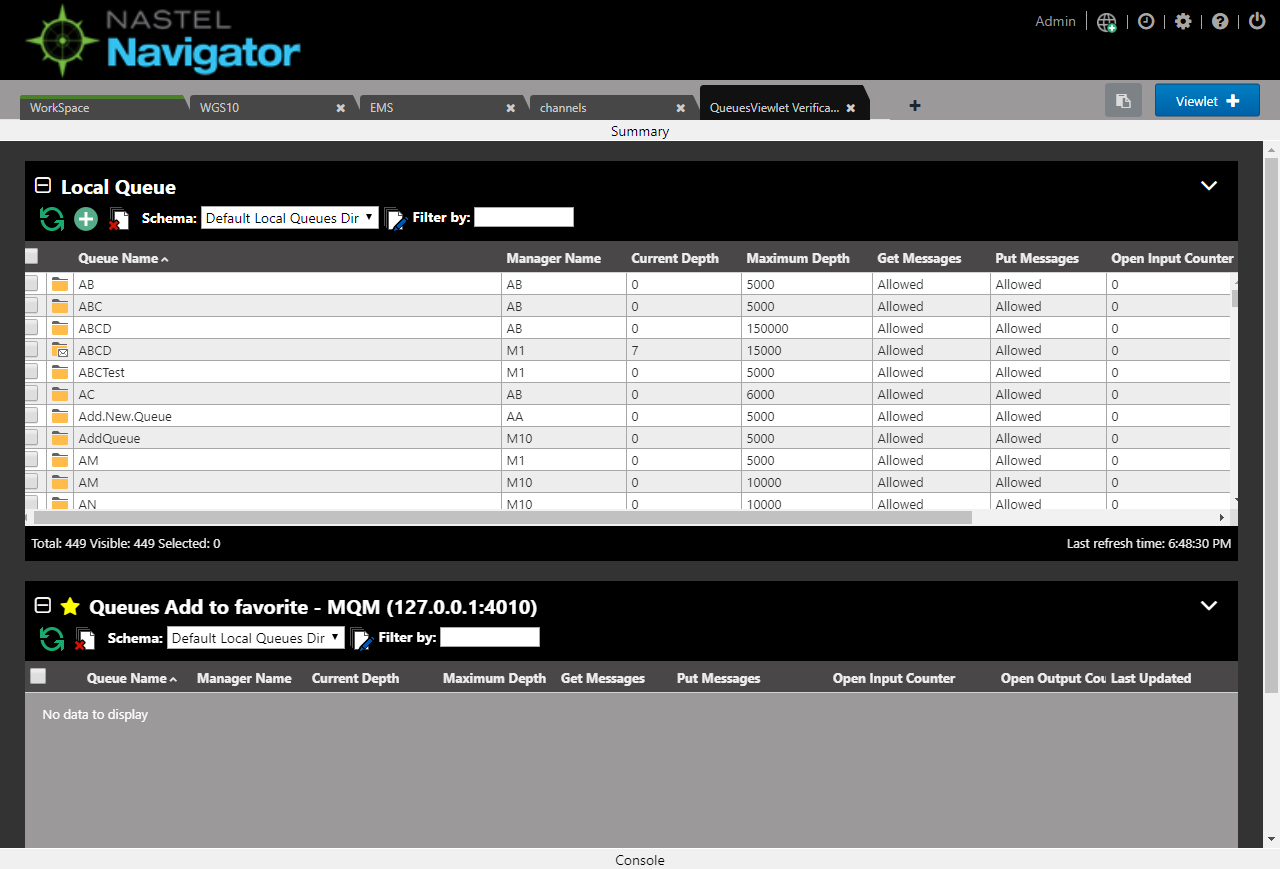 NASTEL
Navigator
Admin
WorkSpace WGS10 EMS channels QueuesViewlet Verifica... Viewlet
Summary
Local Queue
Schema: Default Local Queues Dir Filter by:
Queue Name Manager Name Current Depth Maximum Depth Get Messages Put Messages Open Input Counter
AB AB 0 5000 Allowed Allowed 0
ABC AB 0 5000 Allowed Allowed 0
ABCD AB 0 150000 Allowed Allowed 0
ABCD M1 7 15000 Allowed Allowed 0
ABCTest M1 0 5000 Allowed Allowed 0
AC AB 0 6000 Allowed Allowed 0
Add.New.Queue AA 0 5000 Allowed Allowed 0
AddQueue M10 0 5000 Allowed Allowed 0
AM M1 0 5000 Allowed Allowed 0
AM M10 0 10000 Allowed Allowed 0
AN M10 0 10000 Allowed Allowed 0
Total: 449 Visible: 449 Selected: 0 Last refresh time: 6:48:30 PM
Queues Add to favorite - MQM (127.0.0.1:4010)
Schema: Default Local Queues Dir Filter by:
Queue Name Manager Name Current Depth Maximum Depth Get Messages Put Messages Open Input Counter Open Output Cou Last Updated
No data to display
Console